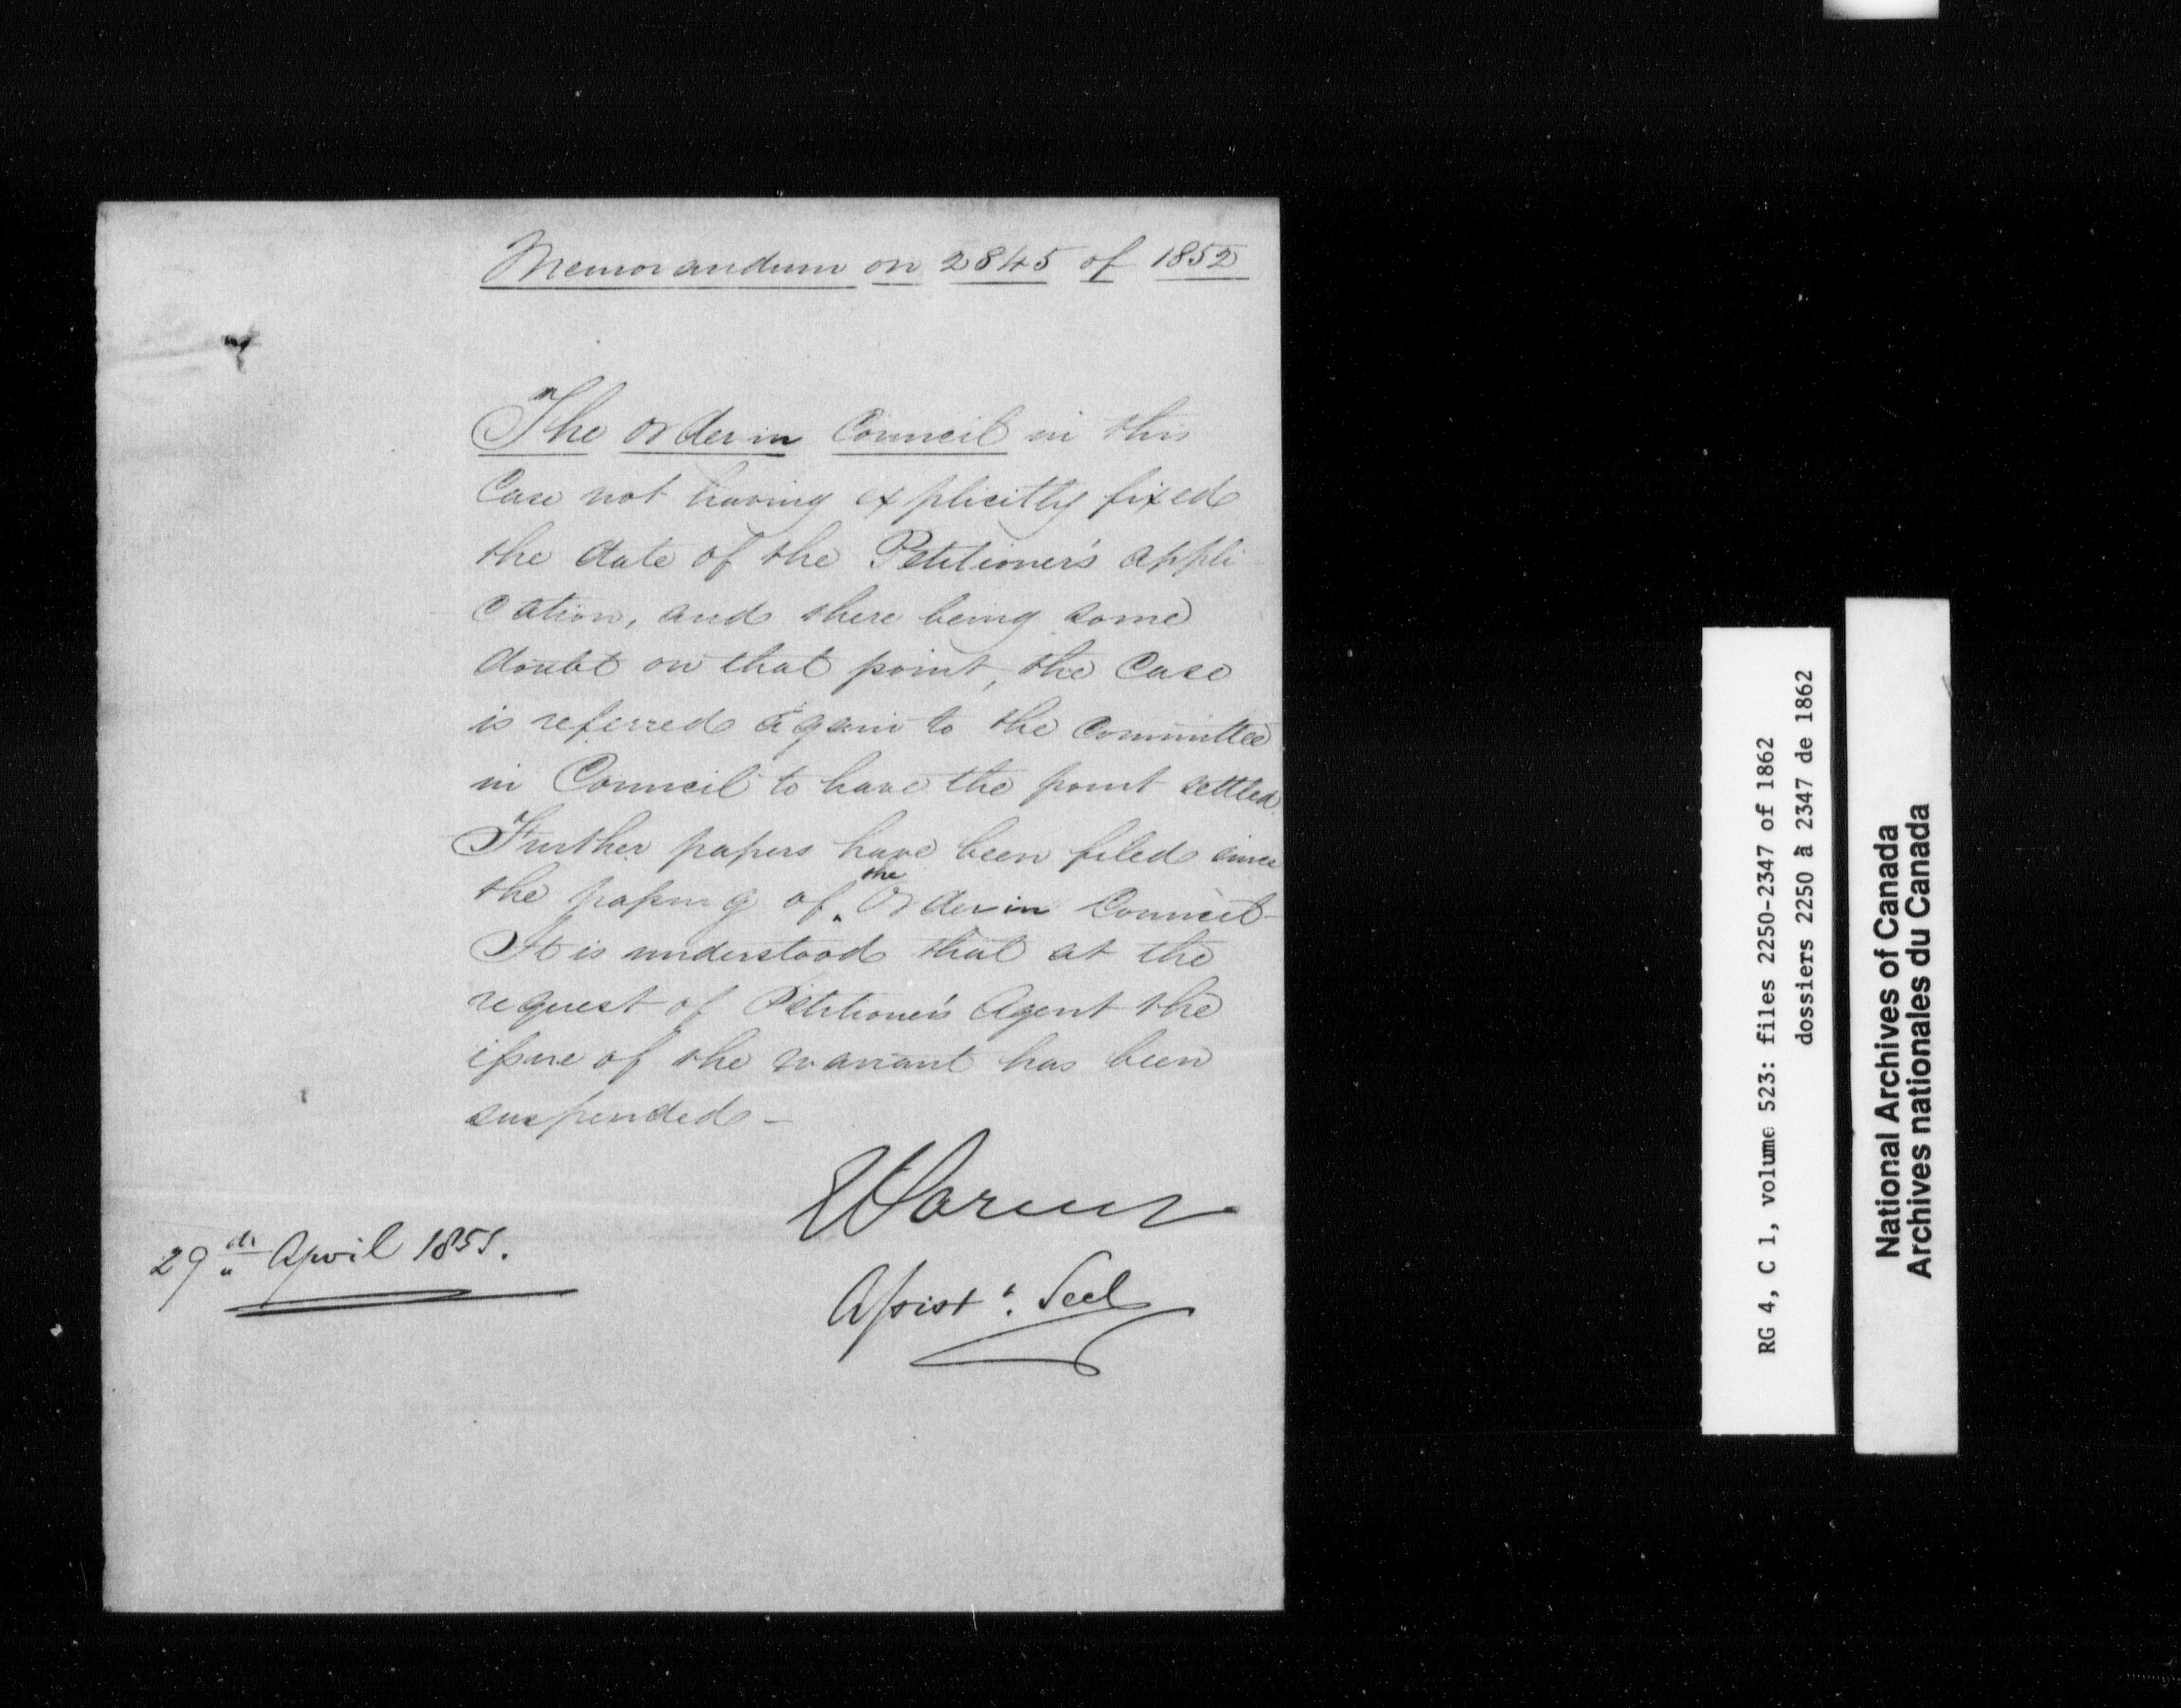 Memorandum on 2845 of 1852
The Order in Council in this
Case not having explicitly fixed
the date of the Petitioner's appli
cation, and there being some
doubt on that point, the Case
is referred again to the Committee
in Council to have the point settled.
Further papers have been filed since
the passing of the Order in Council –
It is understood that at the
request of Petitioner's Agent the
issue of the warrant has been
suspended –
29th April 1855.
Assist t. Secy
RG 4, C 1, volume 523: files 2250-2347 of 1862
dossiers 2250 à 2347 de 1862
National Archives of Canada
Archives nationales du Canada